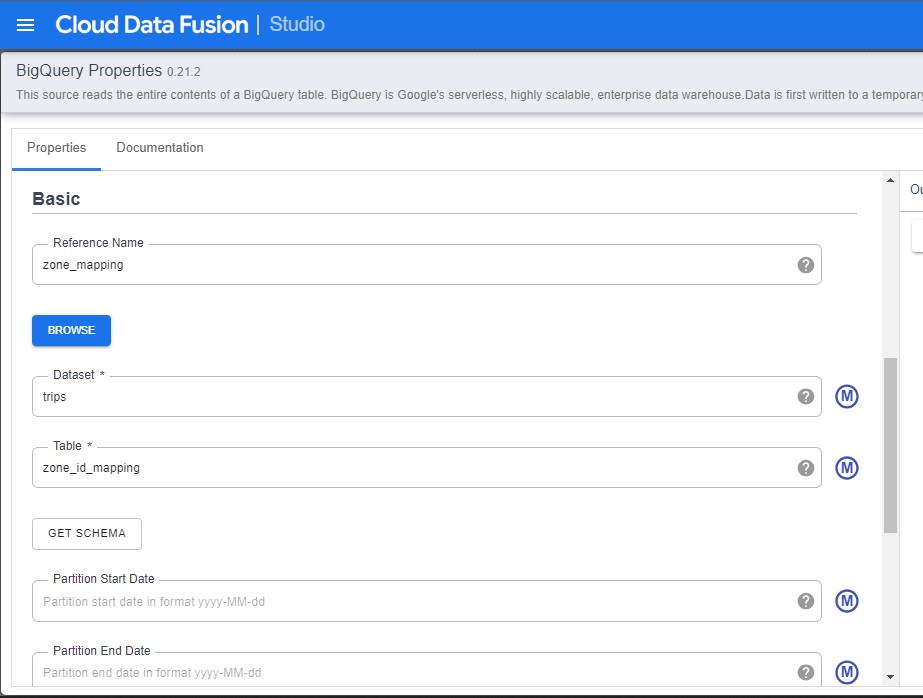 Cloud Data Fusion | Studio
BigQuery Properties 0.21.2
This source reads the entire contents of a BigQuery table. BigQuery is Google's serverless, highly scalable, enterprise data warehouse.Data is first written to a temporary
Properties Documentation
Ou
Basic
Reference Name
zone_mapping
?
BROWSE
Dataset *
trips
? M
Table *
zone_id_mapping
? M
GET SCHEMA
Partition Start Date
Partition start date in format yyyy-MM-dd
? M
Partition End Date
Partition end date in format yyyy-MM-dd
? M